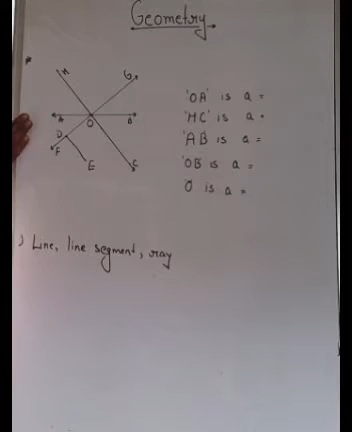 Geometry
H
G
A
O
B
D
F
E
C
'OA' is a =
'HC' is a =
'AB is a =
'OB is a =
O is a =
) Line, line segment, ray